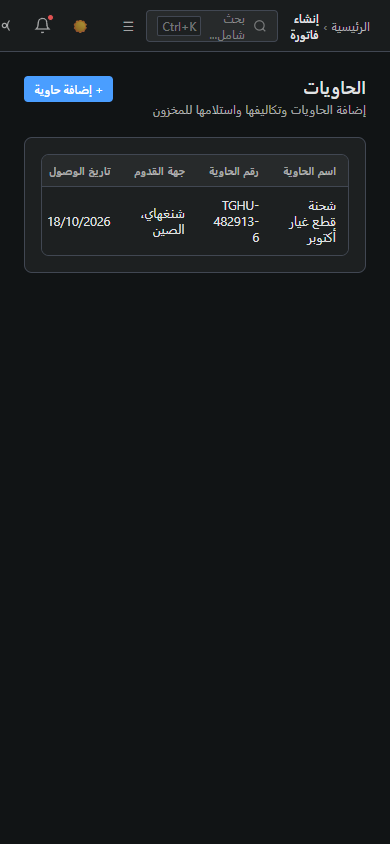 الرئيسية › إنشاء فاتورة
بحث شامل... Ctrl+K
☰
الحاويات
+ إضافة حاوية
إضافة الحاويات وتكاليفها واستلامها للمخزون
اسم الحاوية رقم الحاوية جهة القدوم تاريخ الوصول
شحنة قطع غيار أكتوبر
TGHU-482913-6
شنغهاي، الصين
18/10/2026